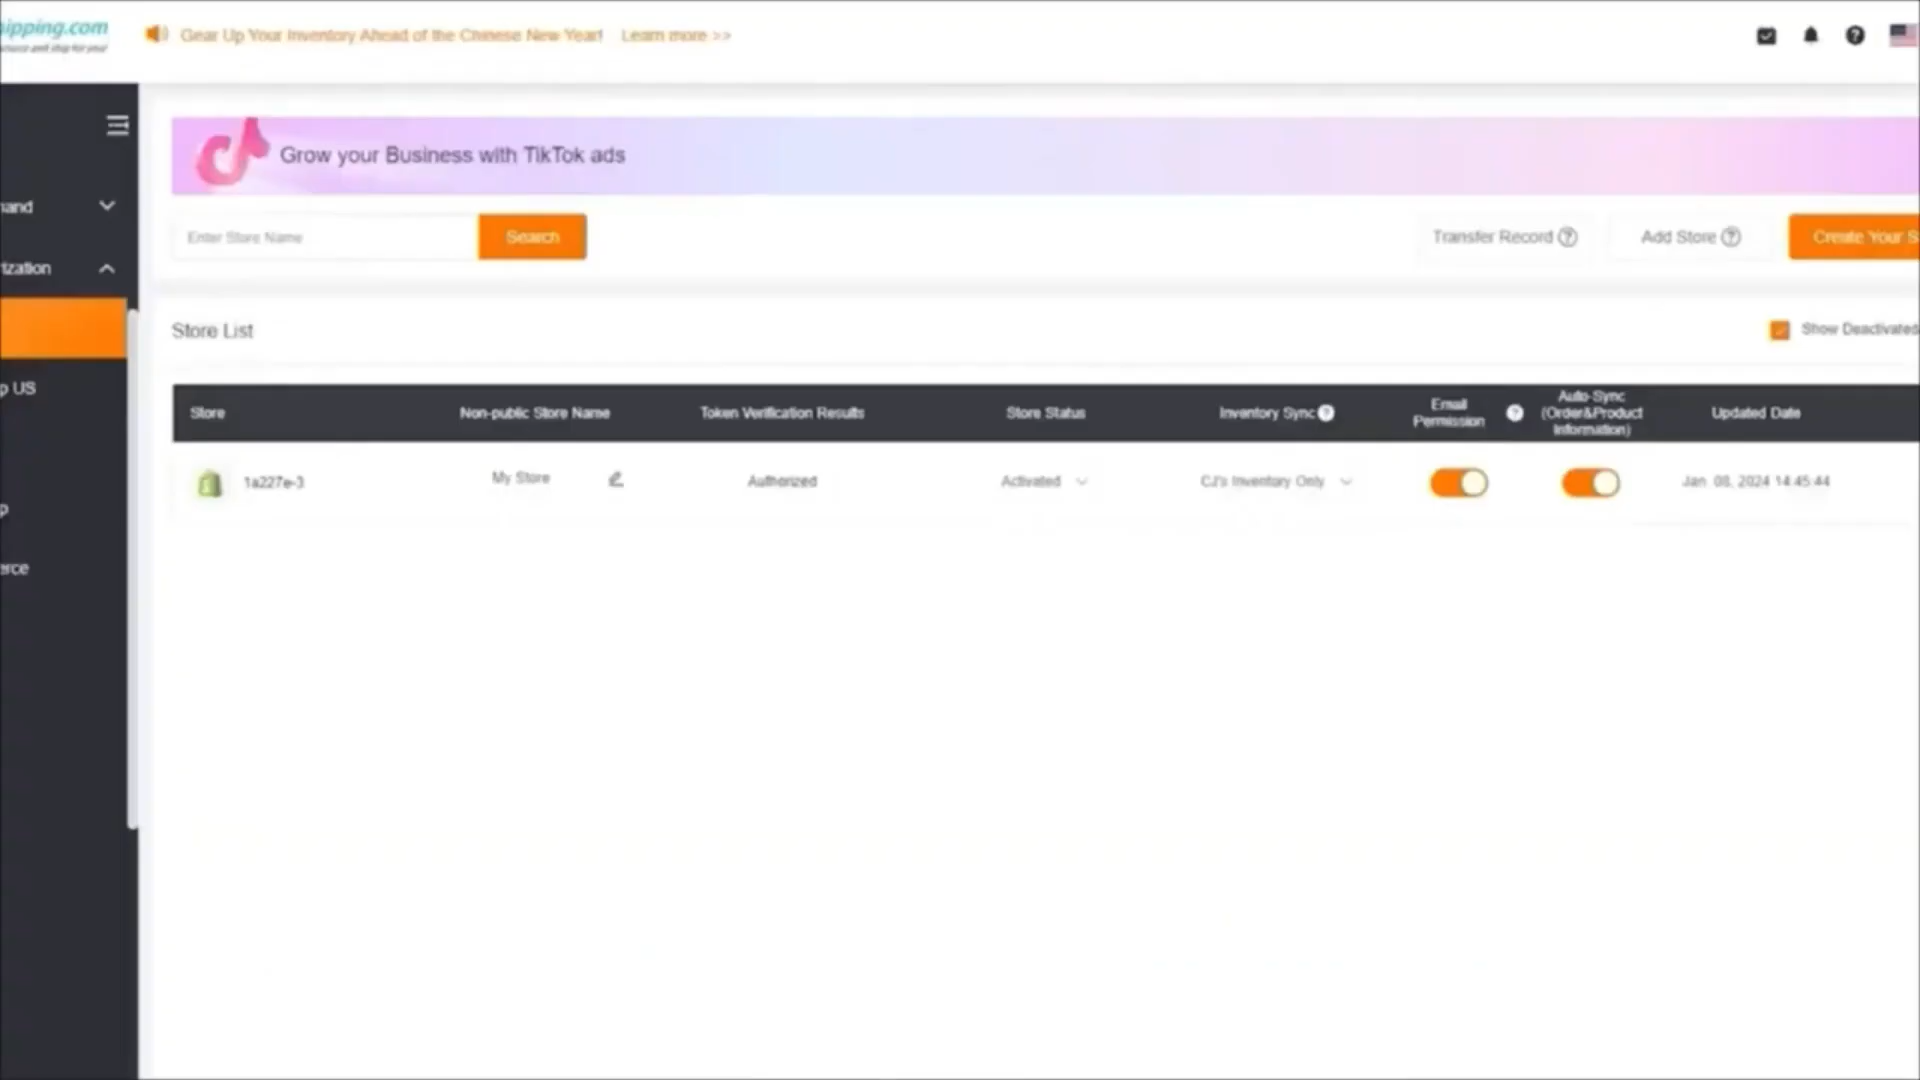 ipping.com
Gear Up Your Inventory Ahead of the Chinese New Year! Learn more >>
Grow your Business with TikTok ads
Enter Store Name
Search
Transfer Record ?
Add Store ?
Create Your S
mand
ization
p US
p
erce
Store List
Show Deactivated
Store
Non-public Store Name
Token Verification Results
Store Status
Inventory Sync ?
Email
Permission ?
Auto-Sync
(Order&Product
Information)
Updated Date
1a227e-3
My Store
Authorized
Activated
CJ's Inventory Only
Jan 08, 2024 14:45:44